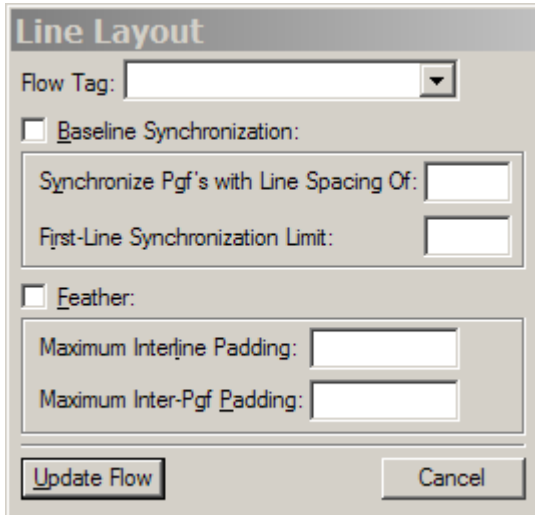 Line Layout
Flow Tag:
Baseline Synchronization:
Synchronize Pgf's with Line Spacing Of:
First-Line Synchronization Limit:
Feather:
Maximum Interline Padding:
Maximum Inter-Pgf Padding:
Update Flow Cancel